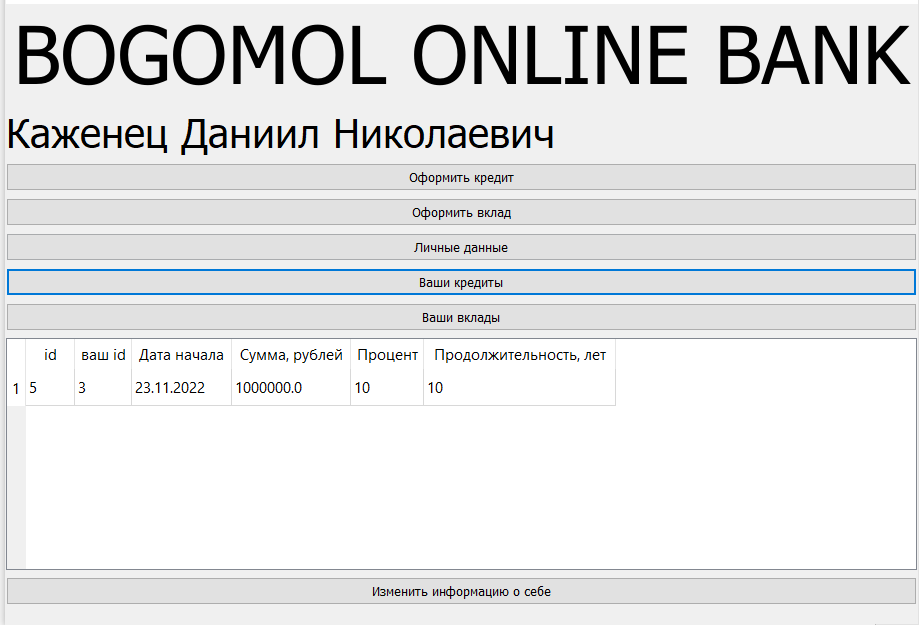 BOGOMOL ONLINE BANK
Каженец Даниил Николаевич
Оформить кредит
Оформить вклад
Личные данные
Ваши кредиты
Ваши вклады
id ваш id Дата начала Сумма, рублей Процент Продолжительность, лет
1 5 3 23.11.2022 1000000.0 10 10
Изменить информацию о себе